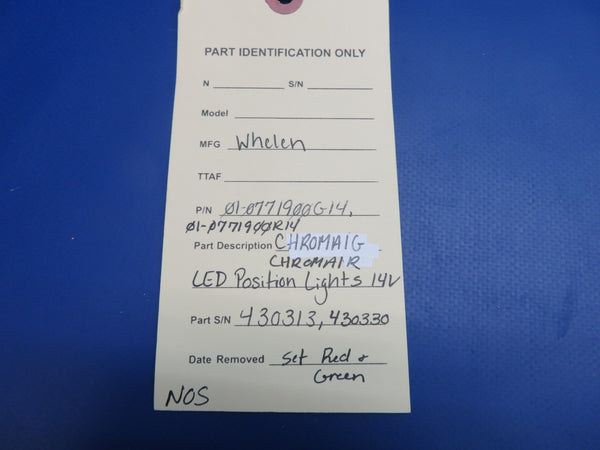 PART IDENTIFICATION ONLY
N S/N
Model
MFG Whelen
TTAF
P/N 01-0771900G14,
01-0771900R14
Part Description CHROMAIG
CHROMAIR
LED Position Lights 14V
Part S/N 430313, 430330
Date Removed Set Red &
Green
NOS